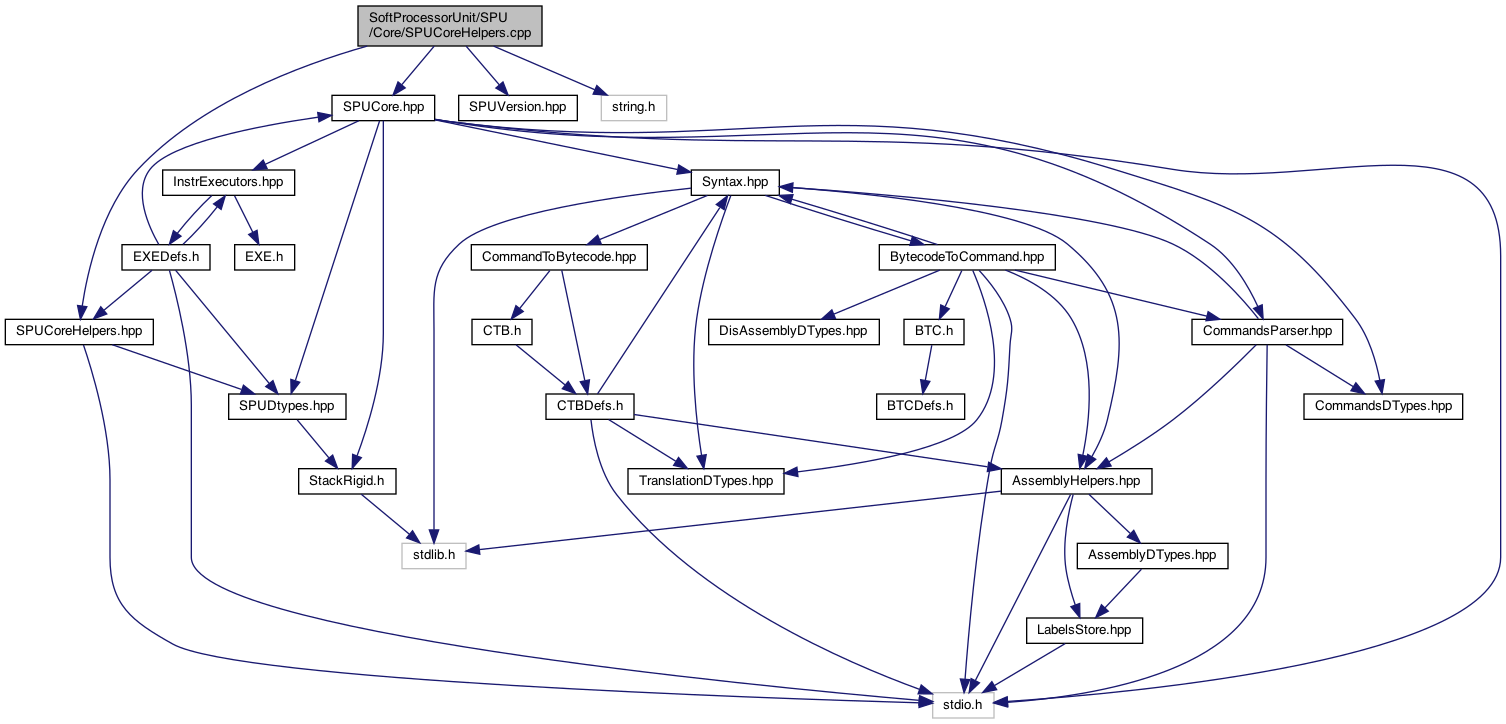 SoftProcessorUnit/SPU
/Core/SPUCoreHelpers.cpp
SPUCore.hpp
SPUVersion.hpp
string.h
InstrExecutors.hpp
Syntax.hpp
EXEDefs.h
EXE.h
CommandToBytecode.hpp
BytecodeToCommand.hpp
SPUCoreHelpers.hpp
CTB.h
DisAssemblyDTypes.hpp
BTC.h
CommandsParser.hpp
SPUDtypes.hpp
CTBDefs.h
BTCDefs.h
CommandsDTypes.hpp
StackRigid.h
TranslationDTypes.hpp
AssemblyHelpers.hpp
stdlib.h
AssemblyDTypes.hpp
LabelsStore.hpp
stdio.h